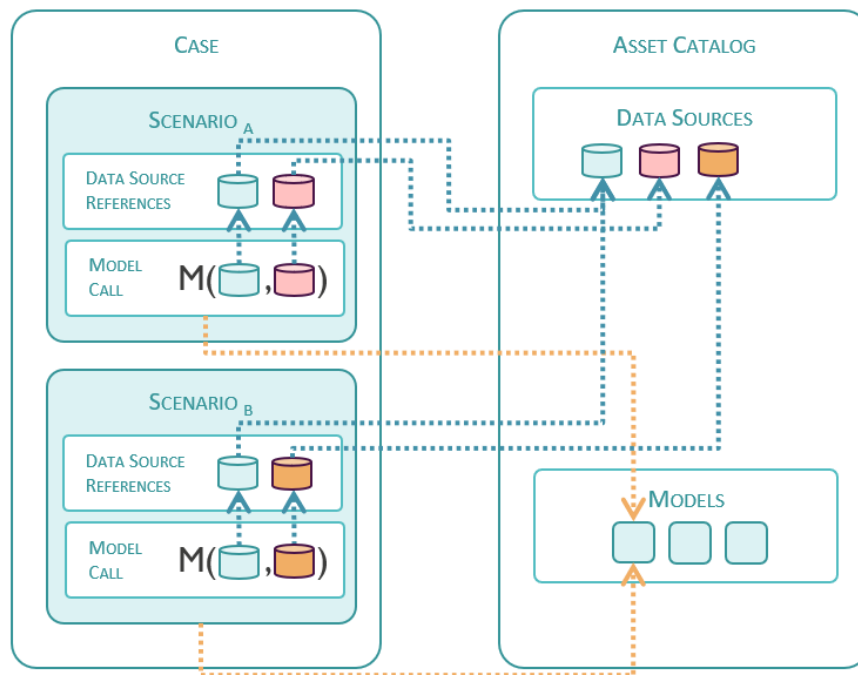 Case
Scenario A
Data Source
References
Model
Call
M( , )
Scenario B
Data Source
References
Model
Call
M( , )
Asset Catalog
Data Sources
Models